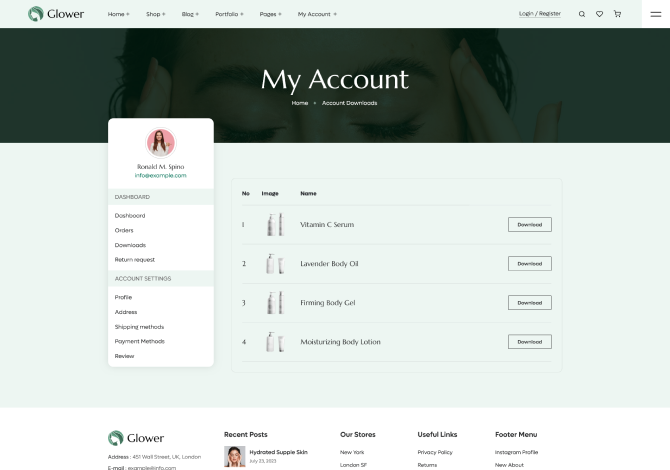 Glower
Home + Shop + Blog + Portfolio + Pages + My Account +
Login / Register
My Account
Home + Account Downloads
Ronald M. Spino
info@example.com
DASHBOARD
Dashboard
Orders
Downloads
Return request
ACCOUNT SETTINGS
Profile
Address
Shipping methods
Payment Methods
Review
No Image Name
1 Vitamin C Serum Download
2 Lavender Body Oil Download
3 Firming Body Gel Download
4 Moisturizing Body Lotion Download
Glower
Address : 451 Wall Street, UK, London
E-mail : example@info.com
Recent Posts
Hydrated Supple Skin
July 23, 2023
Our Stores
New York
London SF
Useful Links
Privacy Policy
Returns
Footer Menu
Instagram Profile
New About